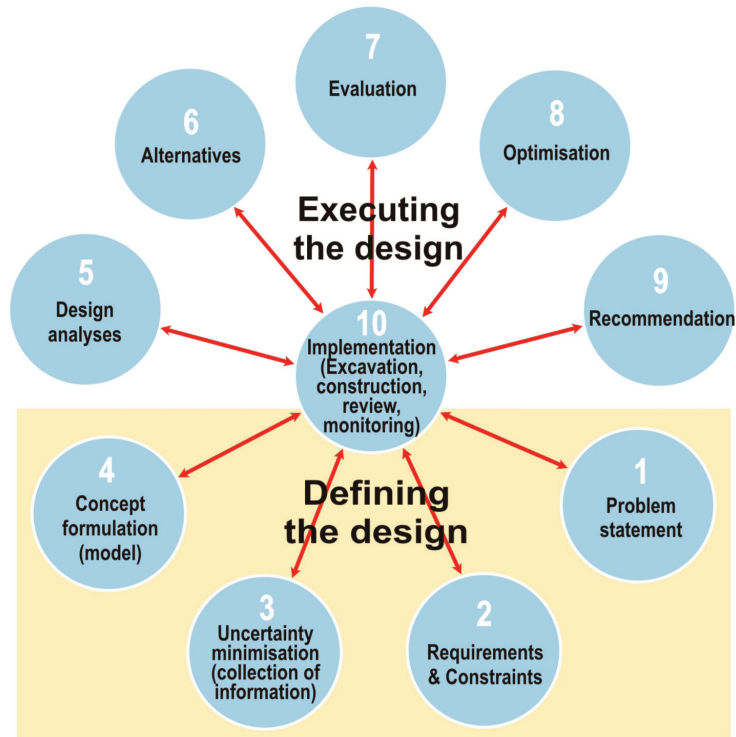 7
Evaluation
6
Alternatives
8
Optimisation
Executing
the design
5
Design
analyses
9
Recommendation
10
Implementation
(Excavation,
construction,
review,
monitoring)
4
Concept
formulation
(model)
Defining
the design
1
Problem
statement
3
Uncertainty
minimisation
(collection of
information)
2
Requirements
& Constraints